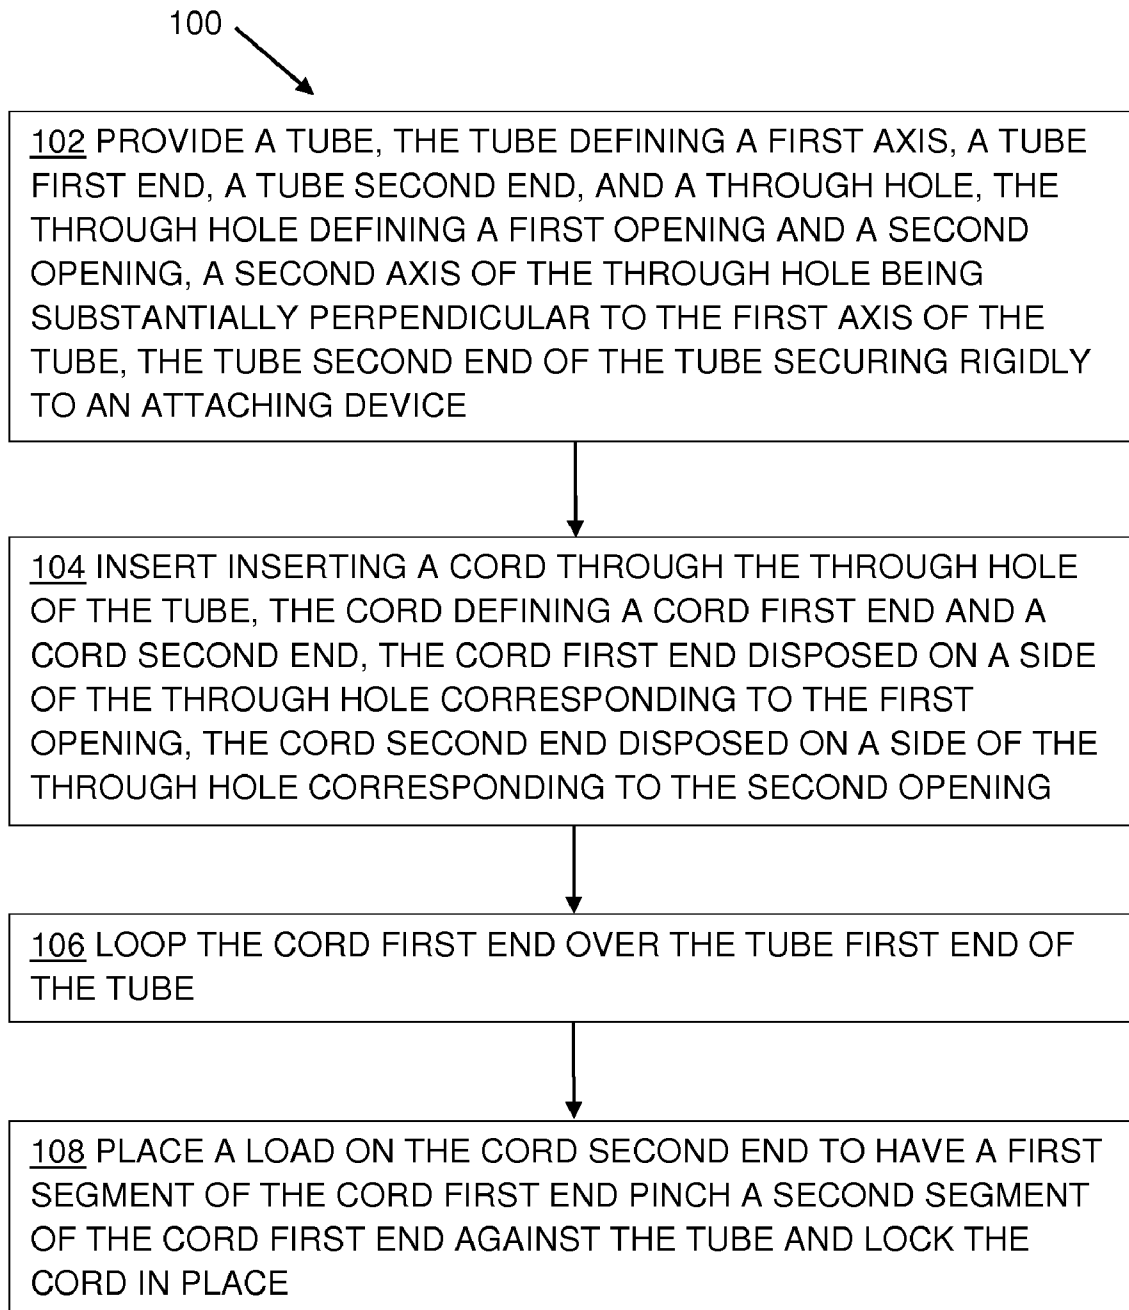 100
102 PROVIDE A TUBE, THE TUBE DEFINING A FIRST AXIS, A TUBE
FIRST END, A TUBE SECOND END, AND A THROUGH HOLE, THE
THROUGH HOLE DEFINING A FIRST OPENING AND A SECOND
OPENING, A SECOND AXIS OF THE THROUGH HOLE BEING
SUBSTANTIALLY PERPENDICULAR TO THE FIRST AXIS OF THE
TUBE, THE TUBE SECOND END OF THE TUBE SECURING RIGIDLY
TO AN ATTACHING DEVICE
104 INSERT INSERTING A CORD THROUGH THE THROUGH HOLE
OF THE TUBE, THE CORD DEFINING A CORD FIRST END AND A
CORD SECOND END, THE CORD FIRST END DISPOSED ON A SIDE
OF THE THROUGH HOLE CORRESPONDING TO THE FIRST
OPENING, THE CORD SECOND END DISPOSED ON A SIDE OF THE
THROUGH HOLE CORRESPONDING TO THE SECOND OPENING
106 LOOP THE CORD FIRST END OVER THE TUBE FIRST END OF
THE TUBE
108 PLACE A LOAD ON THE CORD SECOND END TO HAVE A FIRST
SEGMENT OF THE CORD FIRST END PINCH A SECOND SEGMENT
OF THE CORD FIRST END AGAINST THE TUBE AND LOCK THE
CORD IN PLACE